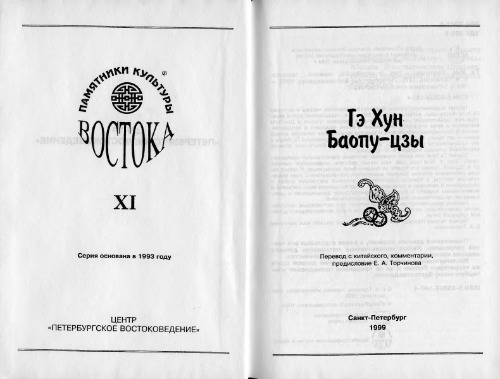 ПАМЯТНИКИ КУЛЬТУРЫ
ВОСТОКА
XI
Серия основана в 1993 году
ЦЕНТР
«ПЕТЕРБУРГСКОЕ ВОСТОКОВЕДЕНИЕ»
Гэ Хун
Баопу-цзы
Перевод с китайского, комментарии,
предисловие Е. А. Торчинова
Санкт-Петербург
1999